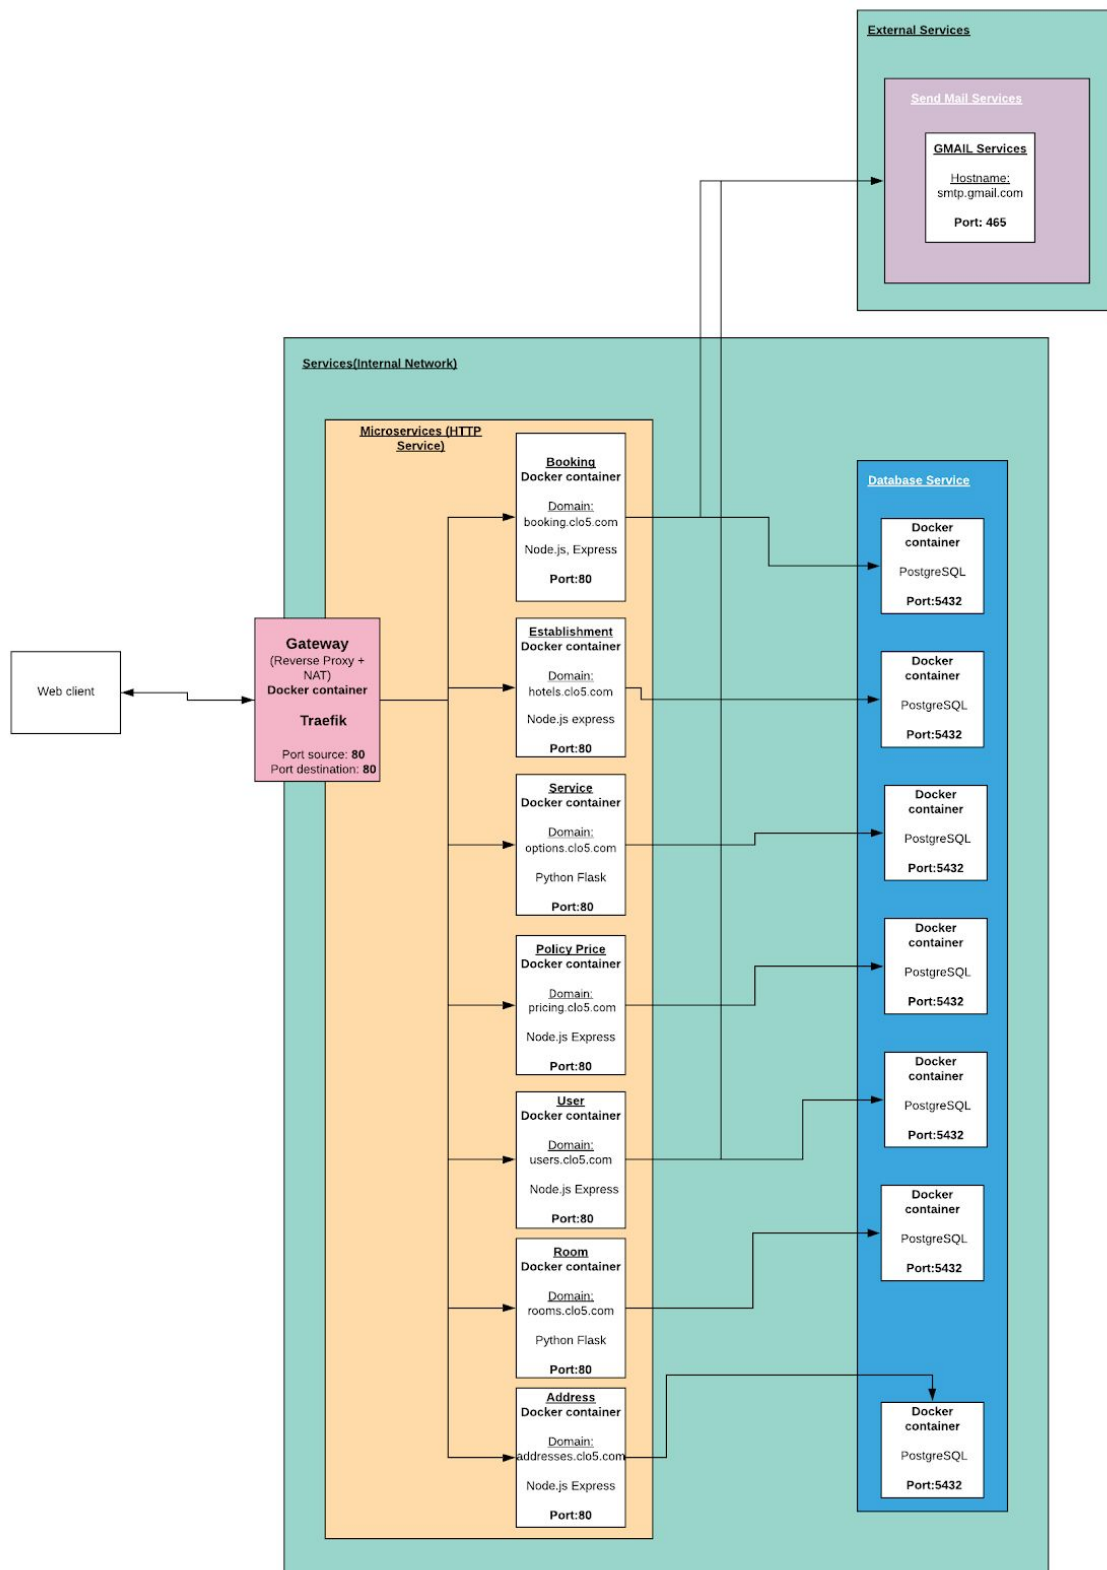 External Services
Send Mail Services
GMAIL Services
Hostname:
smtp.gmail.com
Port: 465
Services(Internal Network)
Microservices (HTTP
Service)
Booking
Docker container
Domain:
booking.clo5.com
Node.js, Express
Port:80
Establishment
Docker container
Domain:
hotels.clo5.com
Node.js express
Port:80
Service
Docker container
Domain:
options.clo5.com
Python Flask
Port:80
Policy Price
Docker container
Domain:
pricing.clo5.com
Node.js Express
Port:80
User
Docker container
Domain:
users.clo5.com
Node.js Express
Port:80
Room
Docker container
Domain:
rooms.clo5.com
Python Flask
Port:80
Address
Docker container
Domain:
addresses.clo5.com
Node.js Express
Port:80
Web client
Gateway
(Reverse Proxy +
NAT)
Docker container
Traefik
Port source: 80
Port destination: 80
Database Service
Docker
container
PostgreSQL
Port:5432
Docker
container
PostgreSQL
Port:5432
Docker
container
PostgreSQL
Port:5432
Docker
container
PostgreSQL
Port:5432
Docker
container
PostgreSQL
Port:5432
Docker
container
PostgreSQL
Port:5432
Docker
container
PostgreSQL
Port:5432